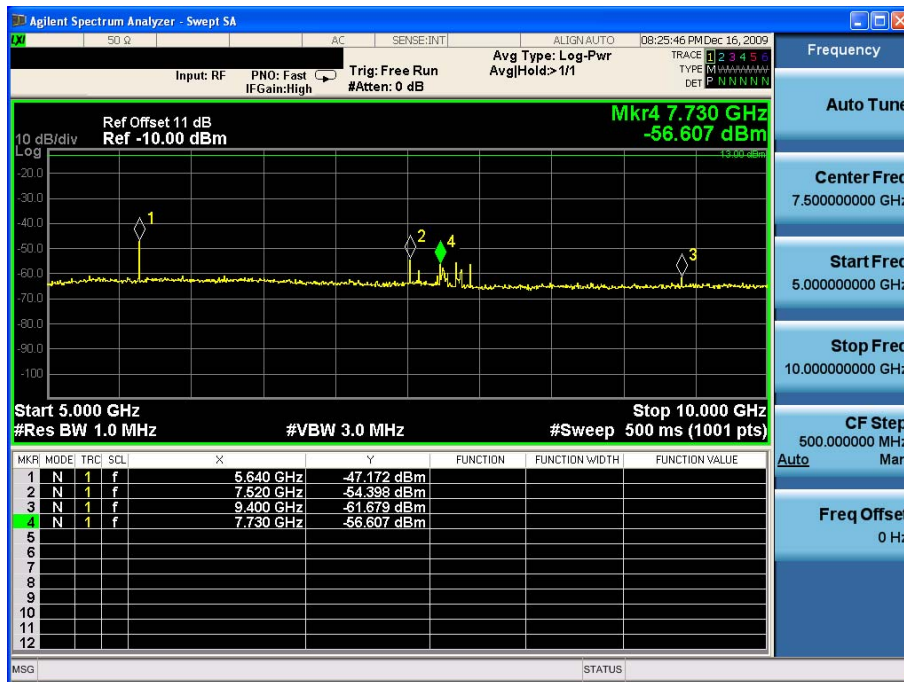 Agilent Spectrum Analyzer - Swept SA
LXI 50 Ω AC SENSE:INT ALIGN AUTO 08:25:46 PM Dec 16, 2009
Frequency
Input: RF PNO: Fast Trig: Free Run Avg Type: Log-Pwr TRACE 1 2 3 4 5 6
IFGain:High #Atten: 0 dB Avg|Hold:>1/1 TYPE M
DET P N N N N N
Auto Tune
Mkr4 7.730 GHz
-56.607 dBm
Ref Offset 11 dB
10 dB/div Ref -10.00 dBm
Log
-13.00 dBm
-20.0
-30.0
-40.0
-50.0
-60.0
-70.0
-80.0
-90.0
-100
1
2
4
3
Start 5.000 GHz Stop 10.000 GHz
#Res BW 1.0 MHz #VBW 3.0 MHz #Sweep 500 ms (1001 pts)
Center Freq
7.500000000 GHz
Start Freq
5.000000000 GHz
Stop Freq
10.000000000 GHz
CF Step
500.000000 MHz
Auto Man
Freq Offset
0 Hz
MKR MODE TRC SCL X Y FUNCTION FUNCTION WIDTH FUNCTION VALUE
1 N 1 f 5.640 GHz -47.172 dBm
2 N 1 f 7.520 GHz -54.398 dBm
3 N 1 f 9.400 GHz -61.679 dBm
4 N 1 f 7.730 GHz -56.607 dBm
5
6
7
8
9
10
11
12
MSG STATUS